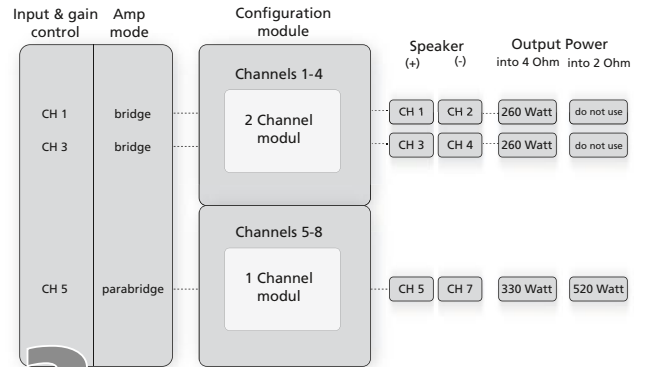 Input & gain control
Amp mode
Configuration module
Speaker
(+) (-)
Output Power
into 4 Ohm into 2 Ohm
Channels 1-4
2 Channel modul
CH 1 bridge CH 1 CH 2 260 Watt do not use
CH 3 bridge CH 3 CH 4 260 Watt do not use
Channels 5-8
1 Channel modul
CH 5 parabridge CH 5 CH 7 330 Watt 520 Watt